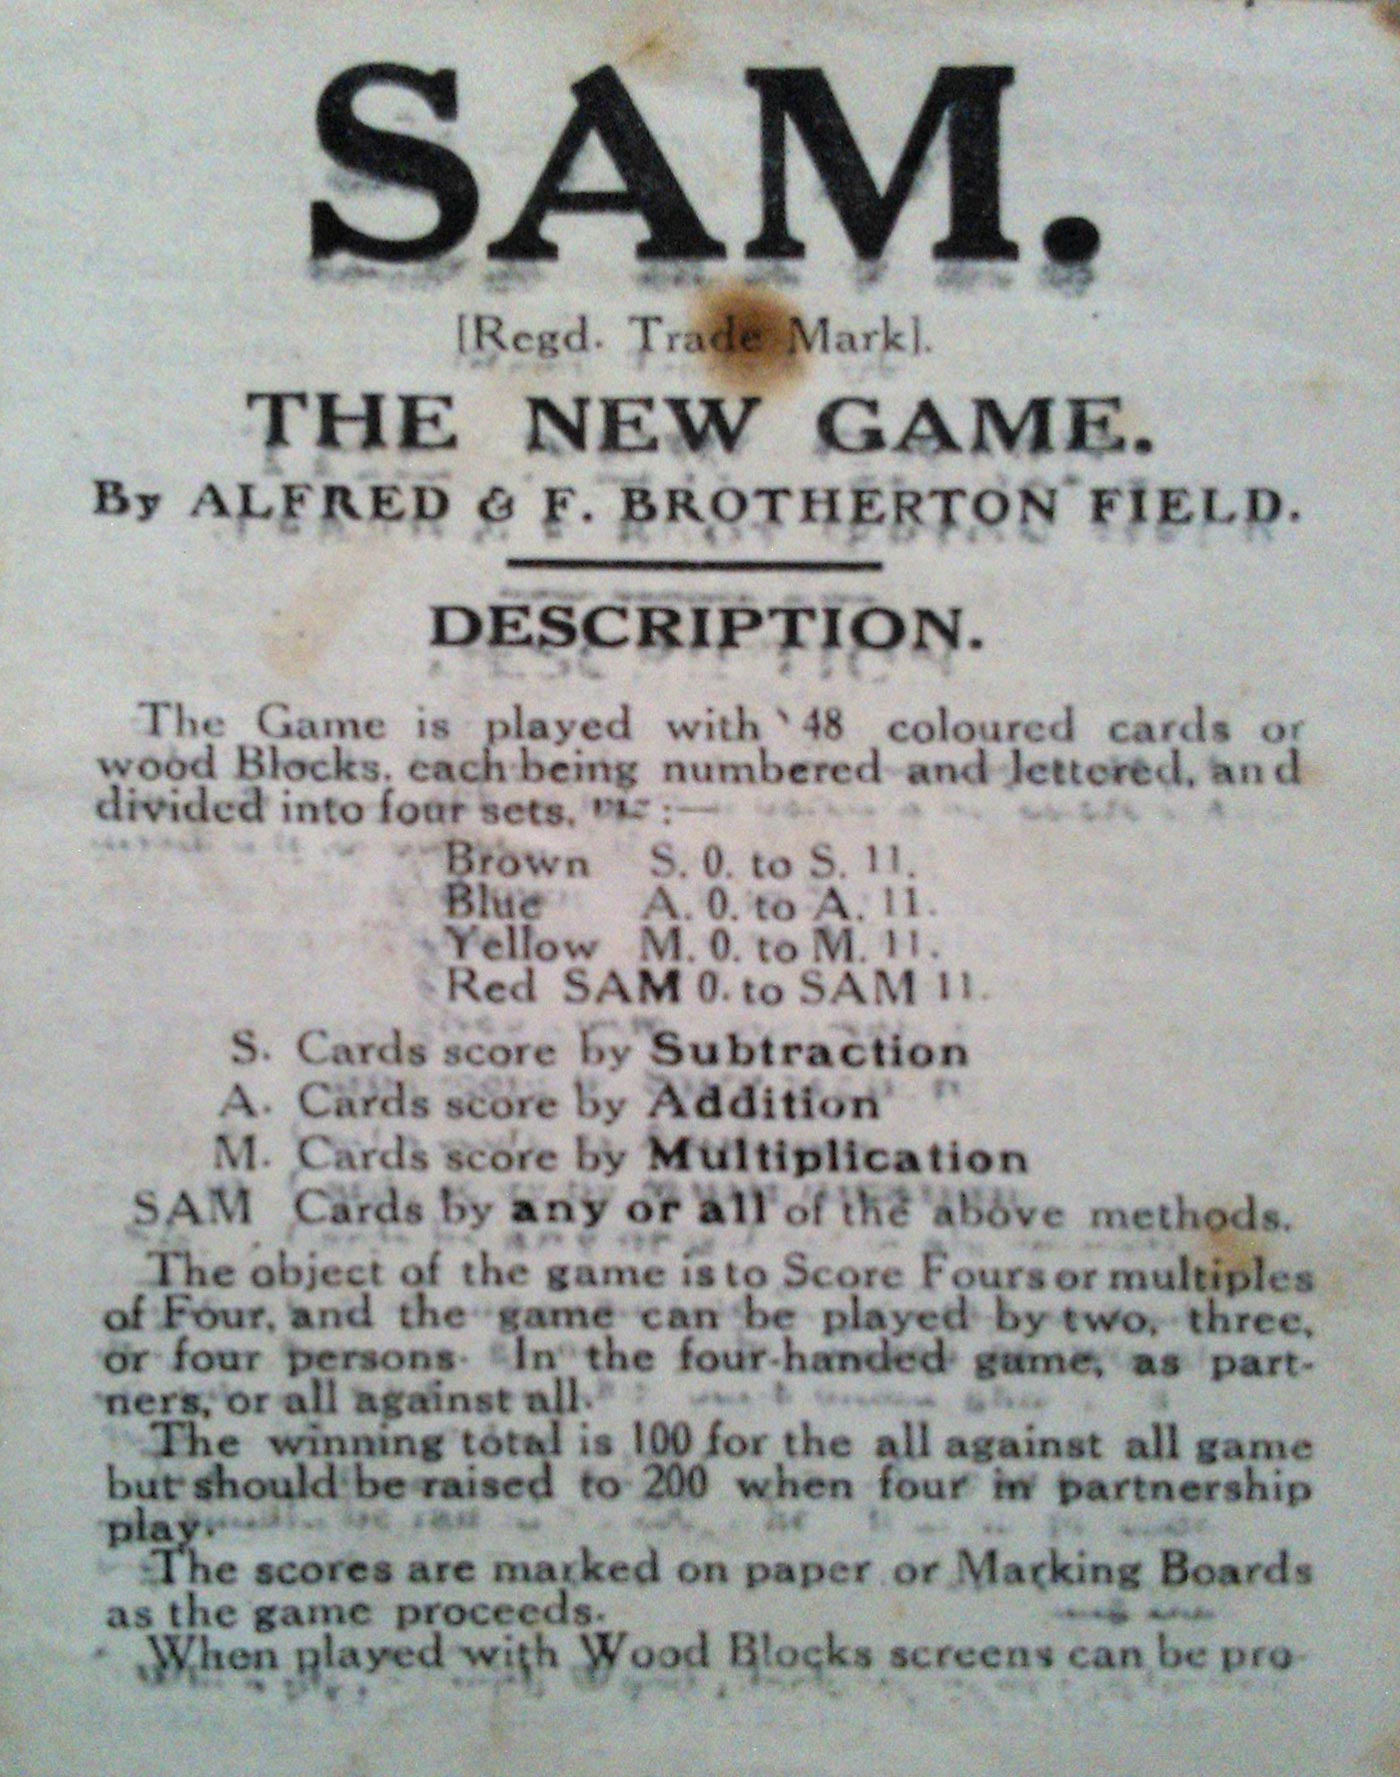 SAM.
[Regd. Trade Mark].
THE NEW GAME.
By ALFRED & F. BROTHERTON FIELD.
DESCRIPTION.
The Game is played with 48 coloured cards or
wood Blocks, each being numbered and lettered, and
divided into four sets, viz :—
Brown S. 0. to S. 11.
Blue A. 0. to A. 11.
Yellow M. 0. to M. 11.
Red SAM 0. to SAM 11.
S. Cards score by Subtraction
A. Cards score by Addition
M. Cards score by Multiplication
SAM Cards by any or all of the above methods.
The object of the game is to Score Fours or multiples
of Four, and the game can be played by two, three,
or four persons. In the four-handed game, as part-
ners, or all against all.
The winning total is 100 for the all against all game
but should be raised to 200 when four in partnership
play.
The scores are marked on paper or Marking Boards
as the game proceeds.
When played with Wood Blocks screens can be pro-